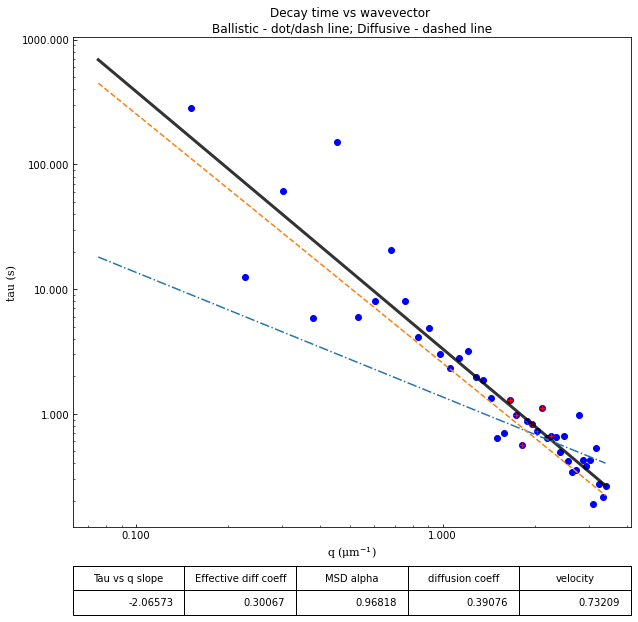 Decay time vs wavevector
Ballistic - dot/dash line; Diffusive - dashed line
1000.000
100.000
10.000
1.000
tau (s)
0.100 1.000
q (μm⁻¹)
Tau vs q slope Effective diff coeff MSD alpha diffusion coeff velocity
-2.06573 0.30067 0.96818 0.39076 0.73209